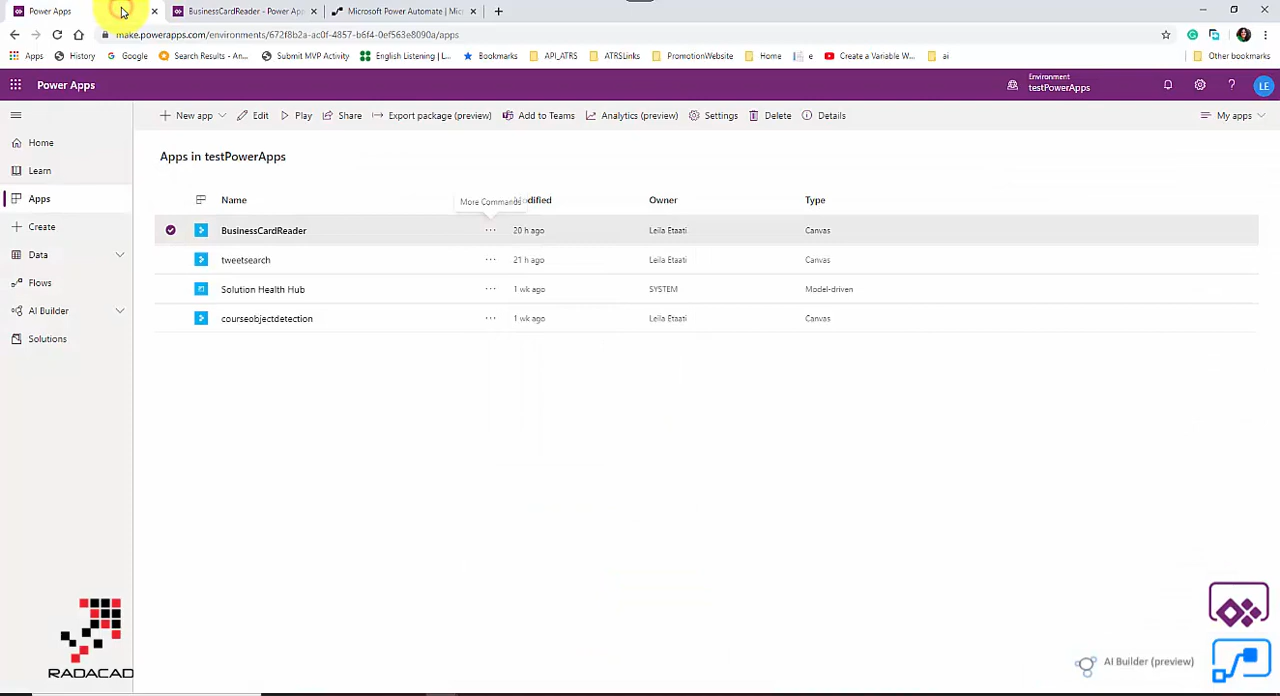 Power Apps
BusinessCardReader - Power App
Microsoft Power Automate | Mic
make.powerapps.com/environments/672f8b2a-ac0f-4857-b6f4-0ef563e8090a/apps
Apps History Google Search Results - An... Submit MVP Activity English Listening | L... Bookmarks API_ATRS ATRSLinks PromotionWebsite Home e Create a Variable W... ai Other bookmarks
Power Apps
Environment
testPowerApps
? LE
New app Edit Play Share Export package (preview) Add to Teams Analytics (preview) Settings Delete Details My apps
Home
Learn
Apps
Create
Data
Flows
AI Builder
Solutions
Apps in testPowerApps
More Commands
Name Modified Owner Type
BusinessCardReader ... 20 h ago Leila Etaati Canvas
tweetsearch ... 21 h ago Leila Etaati Canvas
Solution Health Hub ... 1 wk ago SYSTEM Model-driven
courseobjectdetection ... 1 wk ago Leila Etaati Canvas
RADACAD
AI Builder (preview)